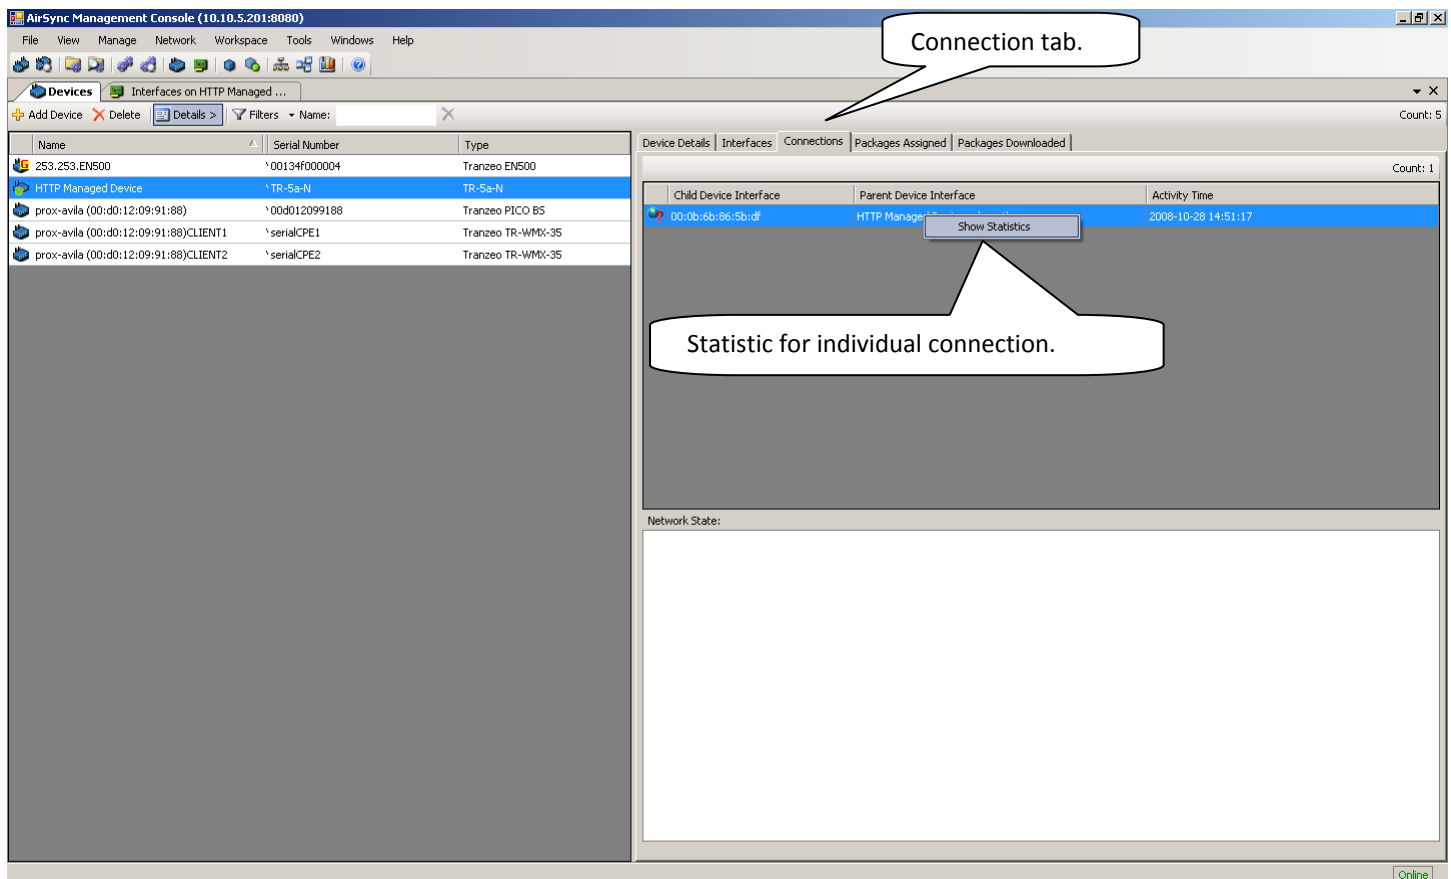 AirSync Management Console (10.10.5.201:8080)
File View Manage Network Workspace Tools Windows Help
Connection tab.
Devices Interfaces on HTTP Managed ...
Add Device Delete Details > Filters Name: Count: 5
Name Serial Number Type
253.253.EN500 00134f000004 Tranzeo EN500
HTTP Managed Device TR-5a-N TR-5a-N
prox-avila (00:d0:12:09:91:88) 00d012099188 Tranzeo PICO BS
prox-avila (00:d0:12:09:91:88)CLIENT1 serialCPE1 Tranzeo TR-WMX-35
prox-avila (00:d0:12:09:91:88)CLIENT2 serialCPE2 Tranzeo TR-WMX-35
Device Details Interfaces Connections Packages Assigned Packages Downloaded
Count: 1
Child Device Interface Parent Device Interface Activity Time
00:0b:6b:86:5b:df HTTP Manage 2008-10-28 14:51:17
Show Statistics
Statistic for individual connection.
Network State:
Online